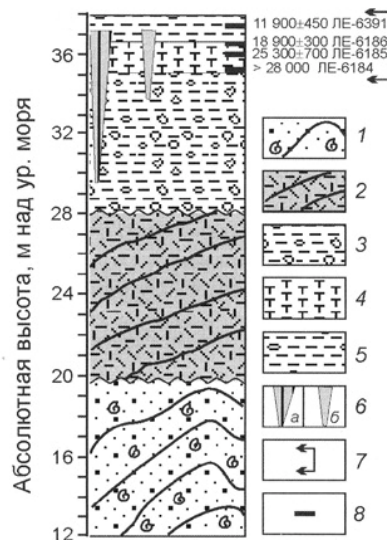 11 900±450 ЛЕ-6391
18 900±300 ЛЕ-6186
25 300±700 ЛЕ-6185
> 28 000 ЛЕ-6184
Абсолютная высота, м над ур. моря
36
32
28
24
20
16
12
1
2
3
4
5
а б 6
7
8